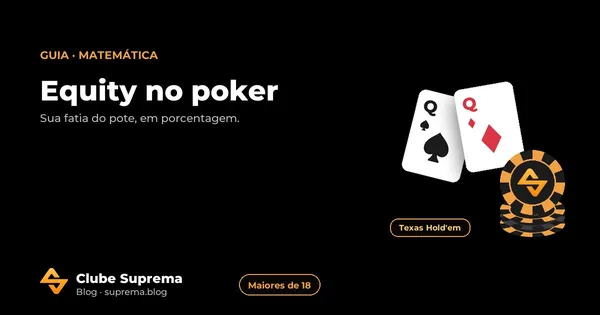 GUIA · MATEMÁTICA
Equity no poker
Sua fatia do pote, em porcentagem.
Q
Q
Texas Hold'em
Clube Suprema
Blog · suprema.blog
Maiores de 18